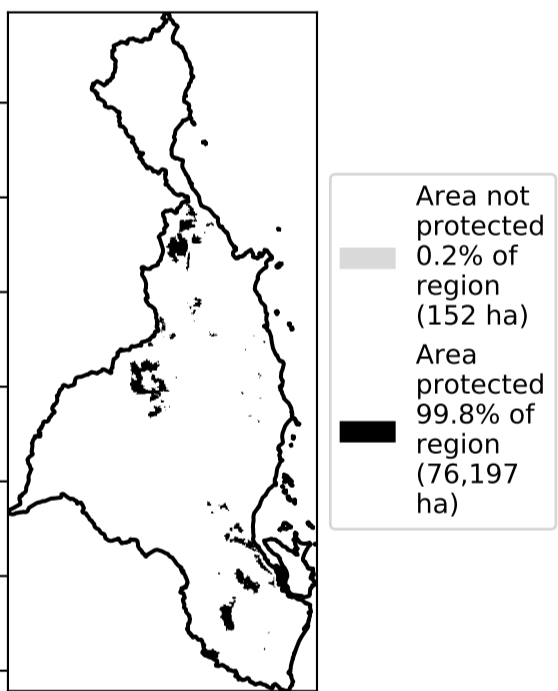 Area not
protected
0.2% of
region
(152 ha)
Area
protected
99.8% of
region
(76,197
ha)